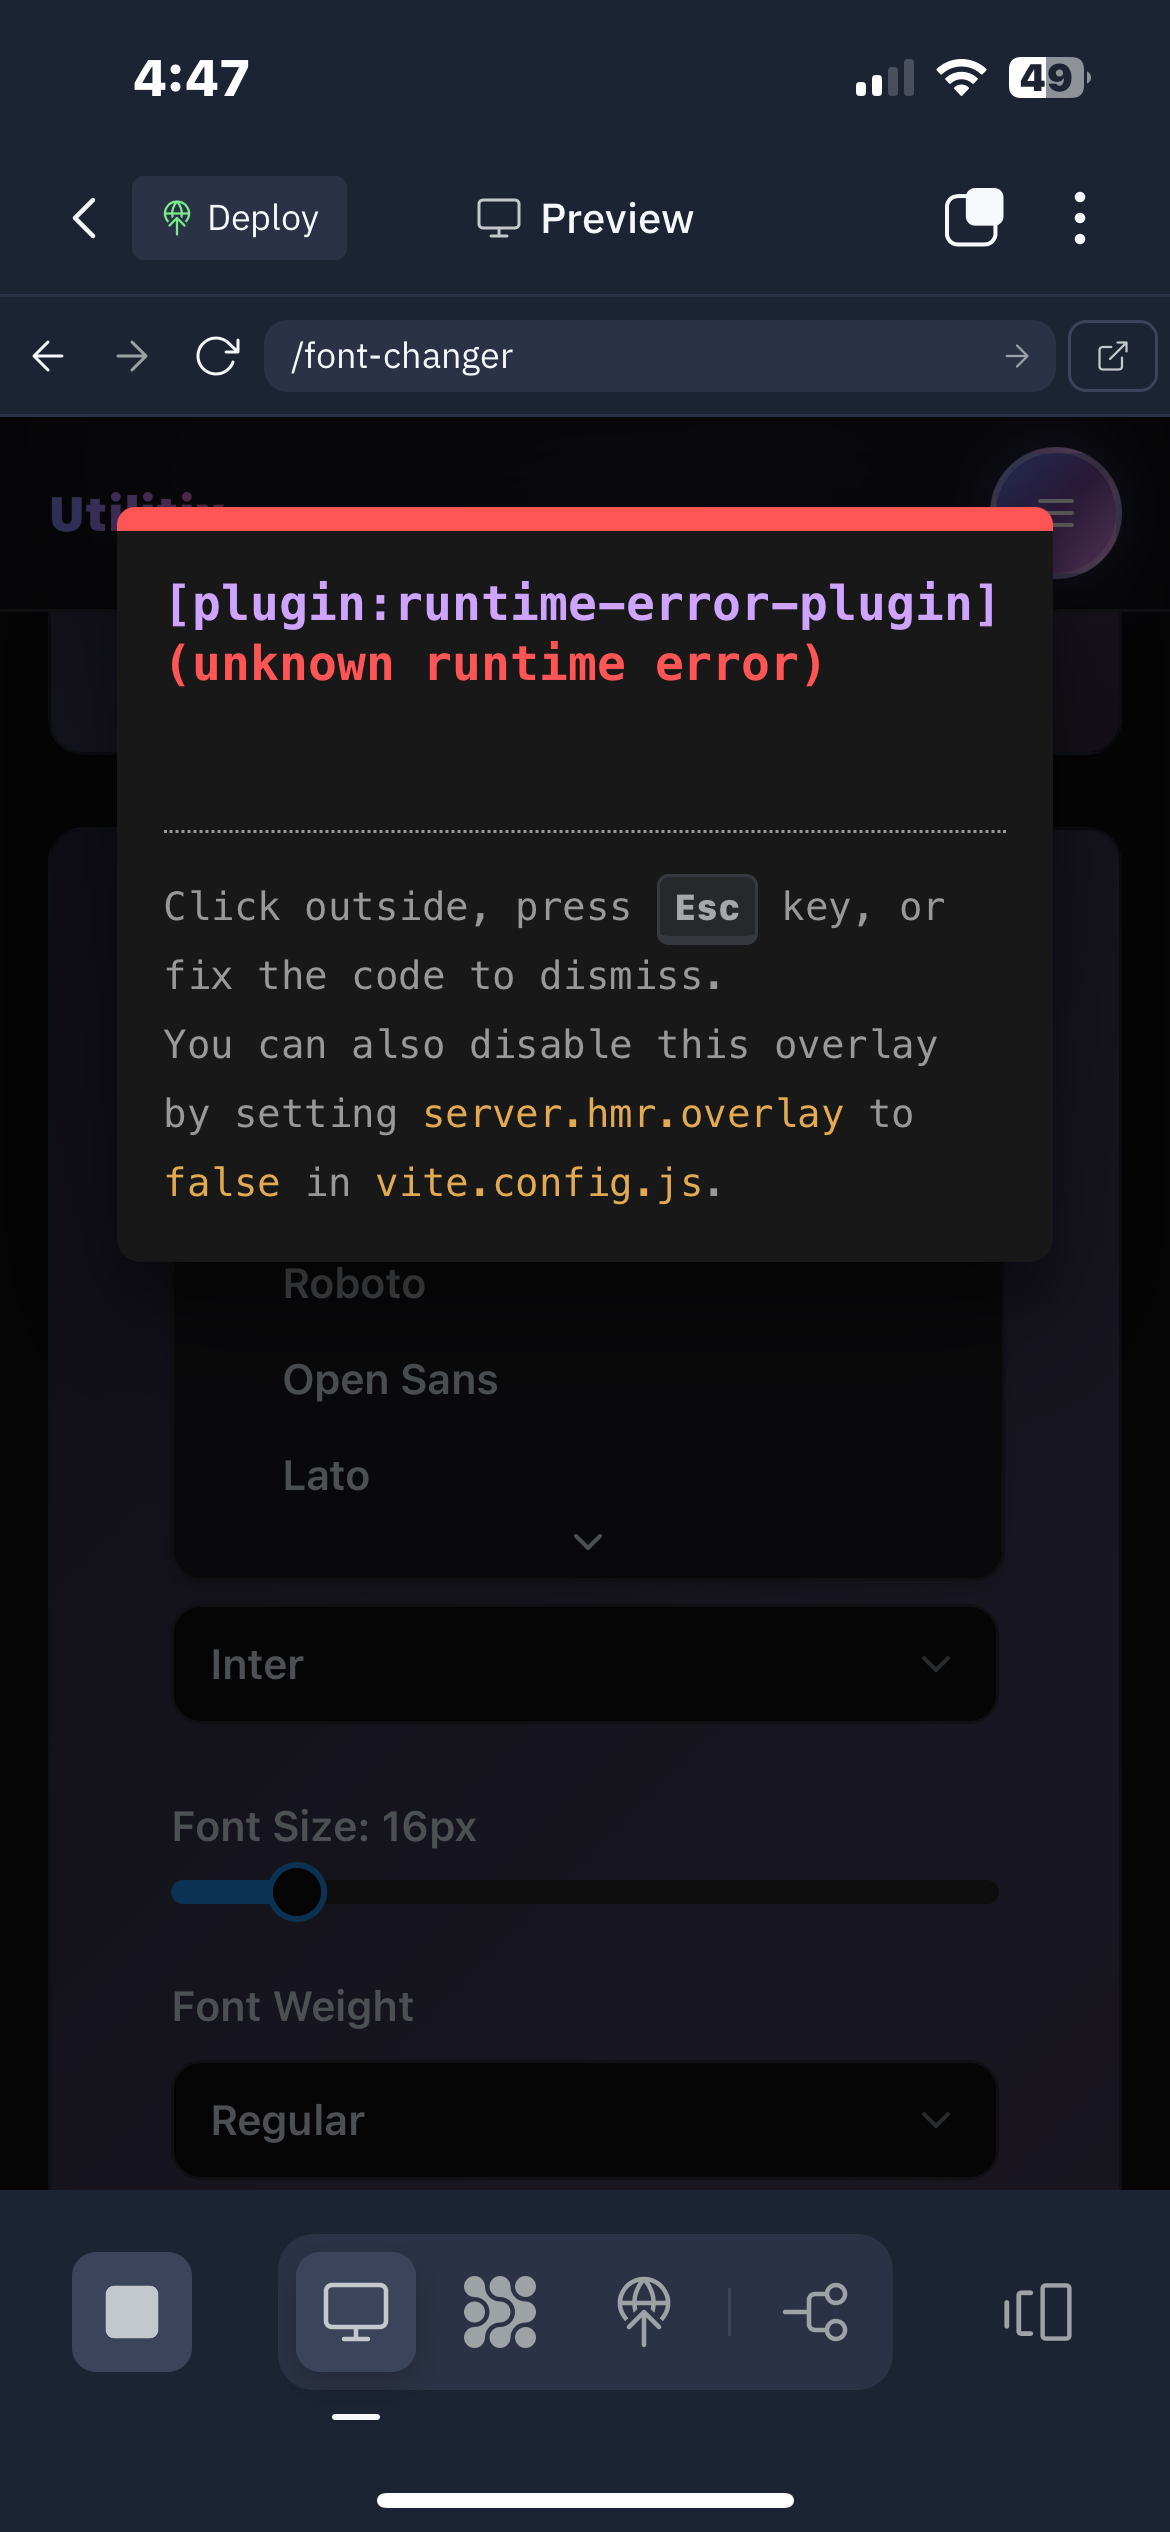 4:47
49
Deploy
Preview
/font-changer
Utilitix
[plugin:runtime-error-plugin]
(unknown runtime error)
Click outside, press Esc key, or
fix the code to dismiss.
You can also disable this overlay
by setting server.hmr.overlay to
false in vite.config.js.
Roboto
Open Sans
Lato
Inter
Font Size: 16px
Font Weight
Regular